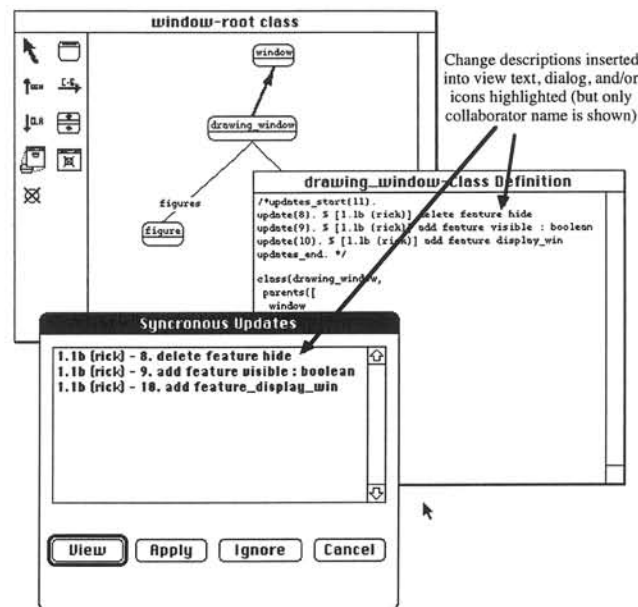 window-root class
window
drawing_window
figures
figure
Change descriptions inserted
into view text, dialog, and/or
icons highlighted (but only
collaborator name is shown)
drawing_window-Class Definition
/*updates_start(11).
update(8). % [1.1b (rick)] delete feature hide
update(9). % [1.1b (rick)] add feature visible : boolean
update(10). % [1.1b (rick)] add feature display_win
updates_end. */
class(drawing_window,
parents([
window
Syncronous Updates
1.1b (rick) - 8. delete feature hide
1.1b (rick) - 9. add feature visible : boolean
1.1b (rick) - 10. add feature_display_win
View Apply Ignore Cancel